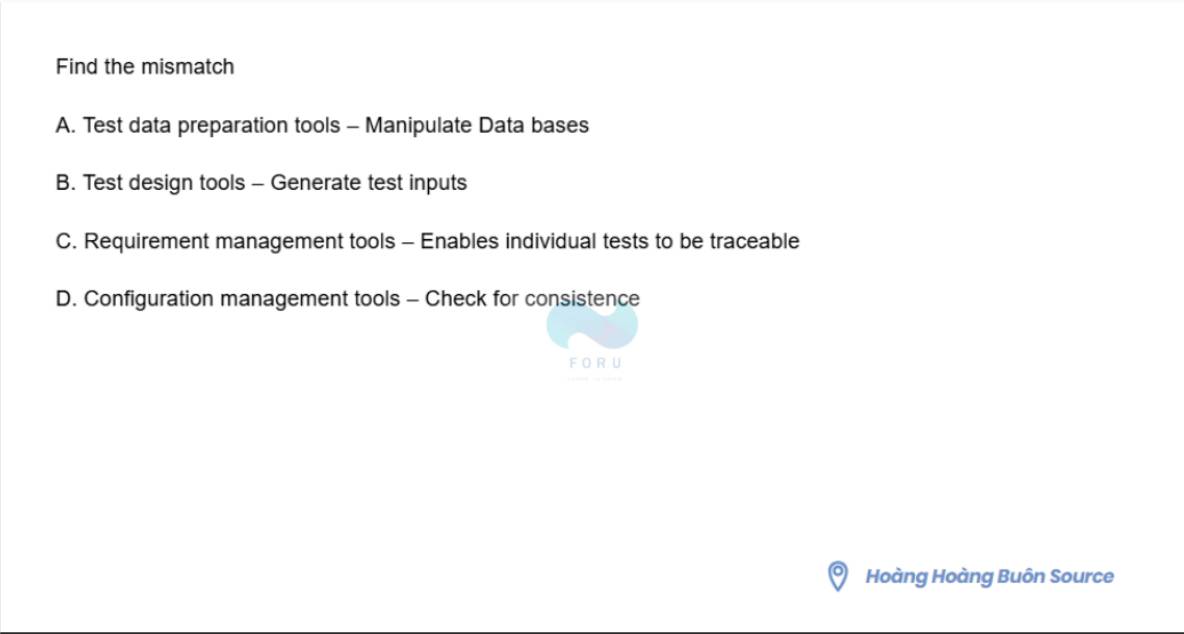 Find the mismatch
A. Test data preparation tools – Manipulate Data bases
B. Test design tools – Generate test inputs
C. Requirement management tools – Enables individual tests to be traceable
D. Configuration management tools – Check for consistence
FORU
Hoàng Hoàng Buôn Source